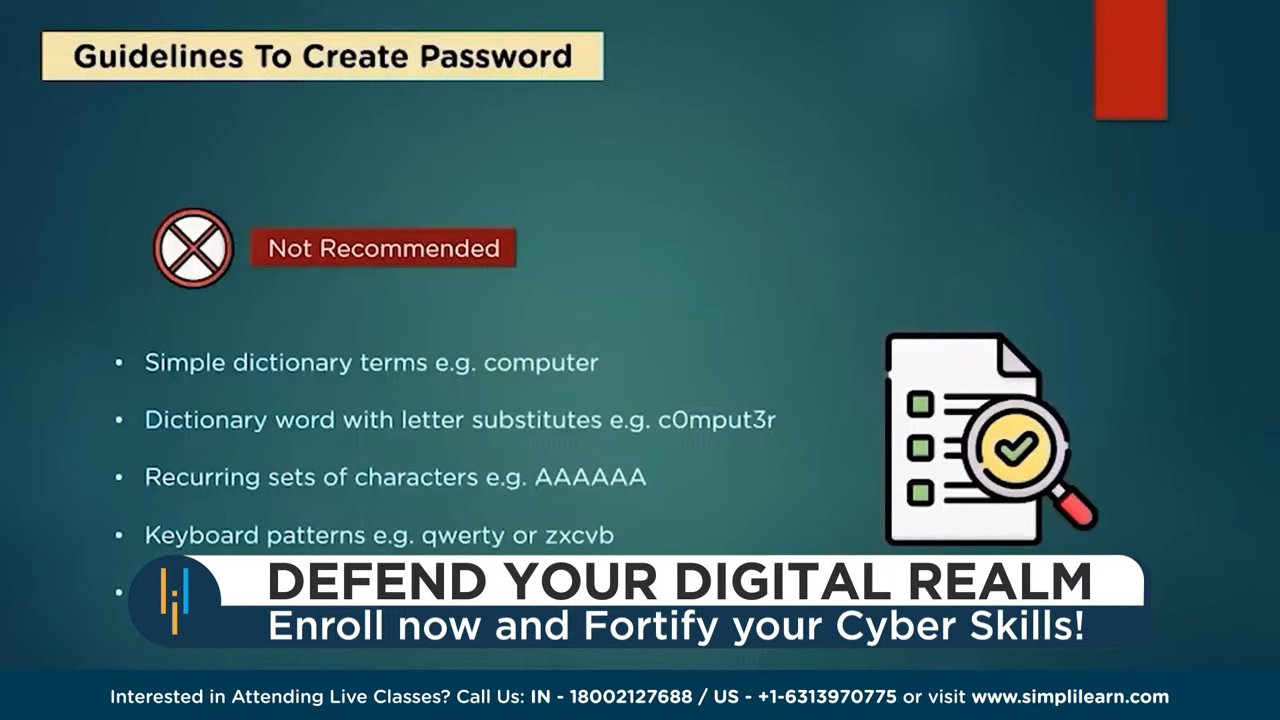 Guidelines To Create Password
Not Recommended
• Simple dictionary terms e.g. computer
• Dictionary word with letter substitutes e.g. c0mput3r
• Recurring sets of characters e.g. AAAAAA
• Keyboard patterns e.g. qwerty or zxcvb
•
DEFEND YOUR DIGITAL REALM
Enroll now and Fortify your Cyber Skills!
Interested in Attending Live Classes? Call Us: IN - 18002127688 / US - +1-6313970775 or visit www.simplilearn.com